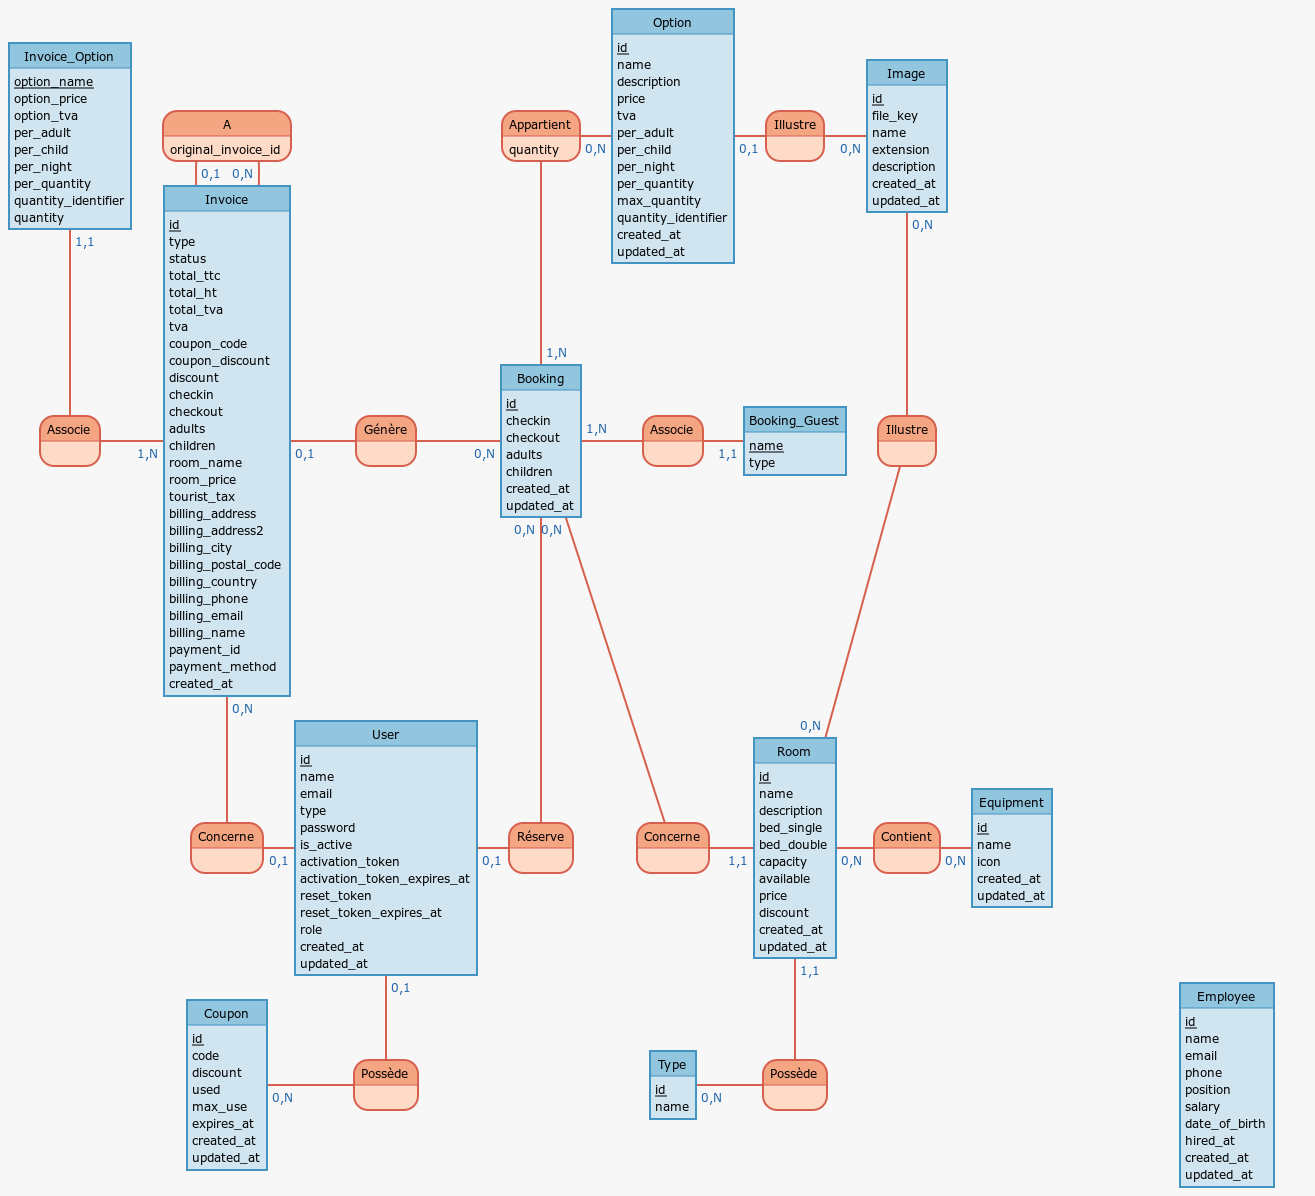 Invoice_Option
option_name
option_price
option_tva
per_adult
per_child
per_night
per_quantity
quantity_identifier
quantity
1,1
A
original_invoice_id
0,1
0,N
Invoice
id
type
status
total_ttc
total_ht
total_tva
tva
coupon_code
coupon_discount
discount
checkin
checkout
adults
children
room_name
room_price
tourist_tax
billing_address
billing_address2
billing_city
billing_postal_code
billing_country
billing_phone
billing_email
billing_name
payment_id
payment_method
created_at
Associe
1,N
0,1
Génère
0,N
0,N
Appartient
quantity
0,N
1,N
Option
id
name
description
price
tva
per_adult
per_child
per_night
per_quantity
max_quantity
quantity_identifier
created_at
updated_at
0,1
Illustre
0,N
Image
id
file_key
name
extension
description
created_at
updated_at
0,N
Booking
id
checkin
checkout
adults
children
created_at
updated_at
1,N
Associe
1,1
Booking_Guest
name
type
Illustre
0,N
0,N
0,N
User
id
name
email
type
password
is_active
activation_token
activation_token_expires_at
reset_token
reset_token_expires_at
role
created_at
updated_at
Concerne
0,1
0,1
Réserve
Concerne
1,1
Room
id
name
description
bed_single
bed_double
capacity
available
price
discount
created_at
updated_at
0,N
Contient
0,N
Equipment
id
name
icon
created_at
updated_at
0,1
1,1
Coupon
id
code
discount
used
max_use
expires_at
created_at
updated_at
0,N
Possède
Type
id
name
0,N
Possède
Employee
id
name
email
phone
position
salary
date_of_birth
hired_at
created_at
updated_at